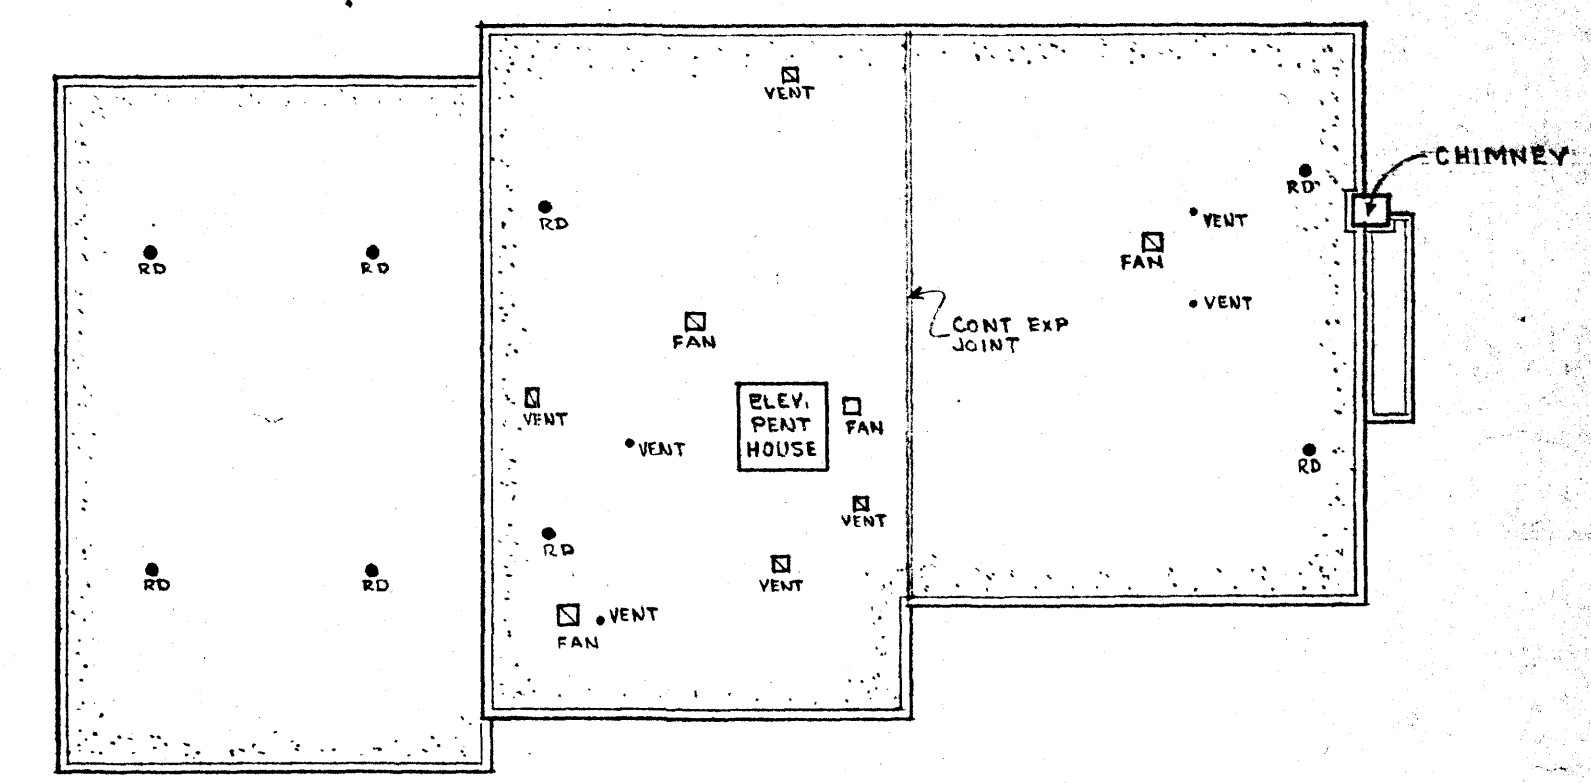 VENT
CHIMNEY
RD
RD
VENT
RD
RD
FAN
RD
VENT
CONT EXP
JOINT
FAN
ELEV.
PENT
HOUSE
VENT
FAN
VENT
RD
VENT
RD
RD
RD
VENT
VENT
FAN